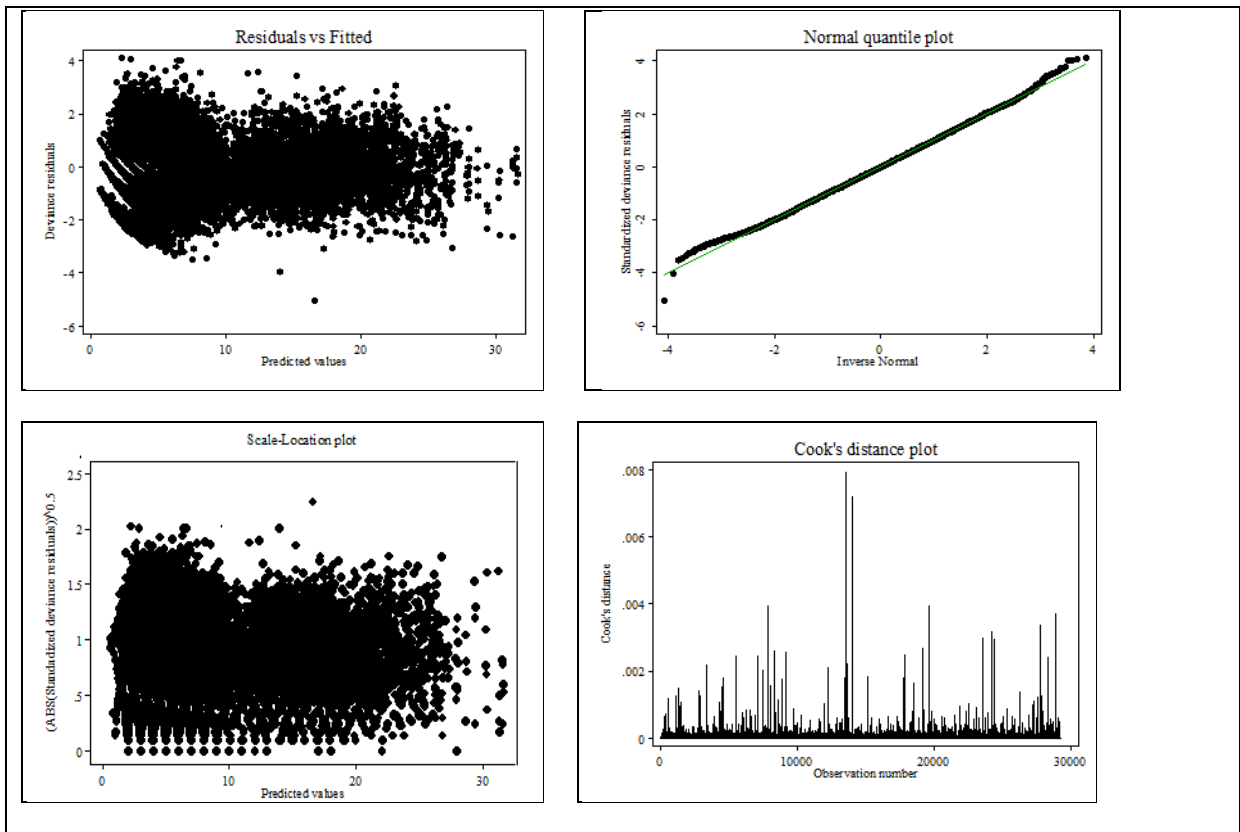 Residuals vs Fitted
Deviance residuals
4
2
0
-2
-4
-6
0 10 20 30
Predicted values
Normal quantile plot
Standardized deviance residuals
4
2
0
-2
-4
-6
-4 -2 0 2 4
Inverse Normal
Scale-Location plot
(ABS(Standadized deviance residuals))^0.5
2.5
2
1.5
1
.5
0
0 10 20 30
Predicted values
Cook's distance plot
Cook's distance
.008
.006
.004
.002
0
0 10000 20000 30000
Observation number